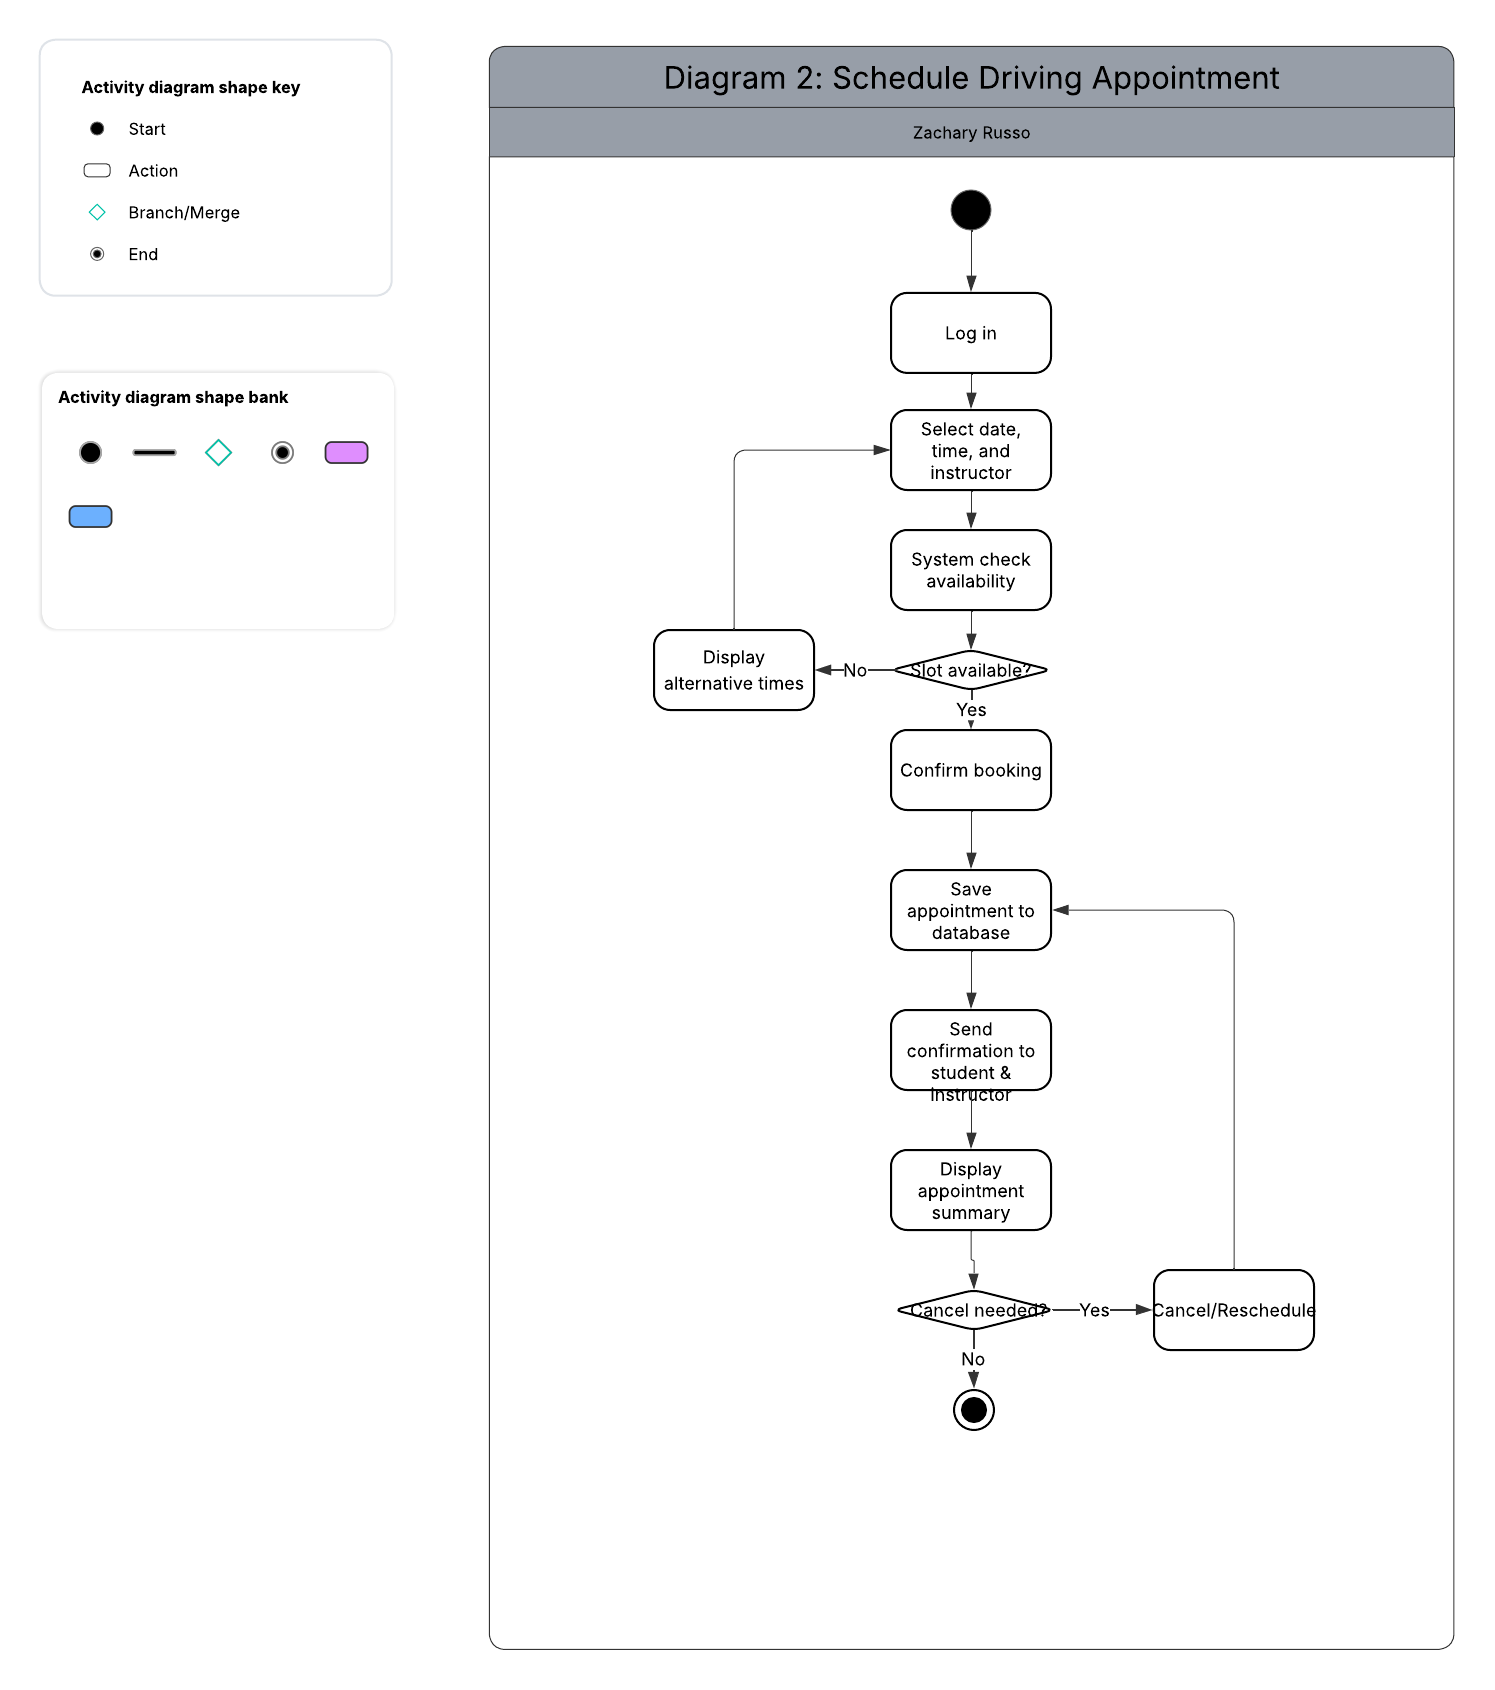 Activity diagram shape key
Start
Action
Branch/Merge
End
Activity diagram shape bank
Diagram 2: Schedule Driving Appointment
Zachary Russo
Log in
Select date,
time, and
instructor
System check
availability
Slot available?
No
Display
alternative times
Yes
Confirm booking
Save
appointment to
database
Send
confirmation to
student &
instructor
Display
appointment
summary
Cancel needed?
Yes
Cancel/Reschedule
No